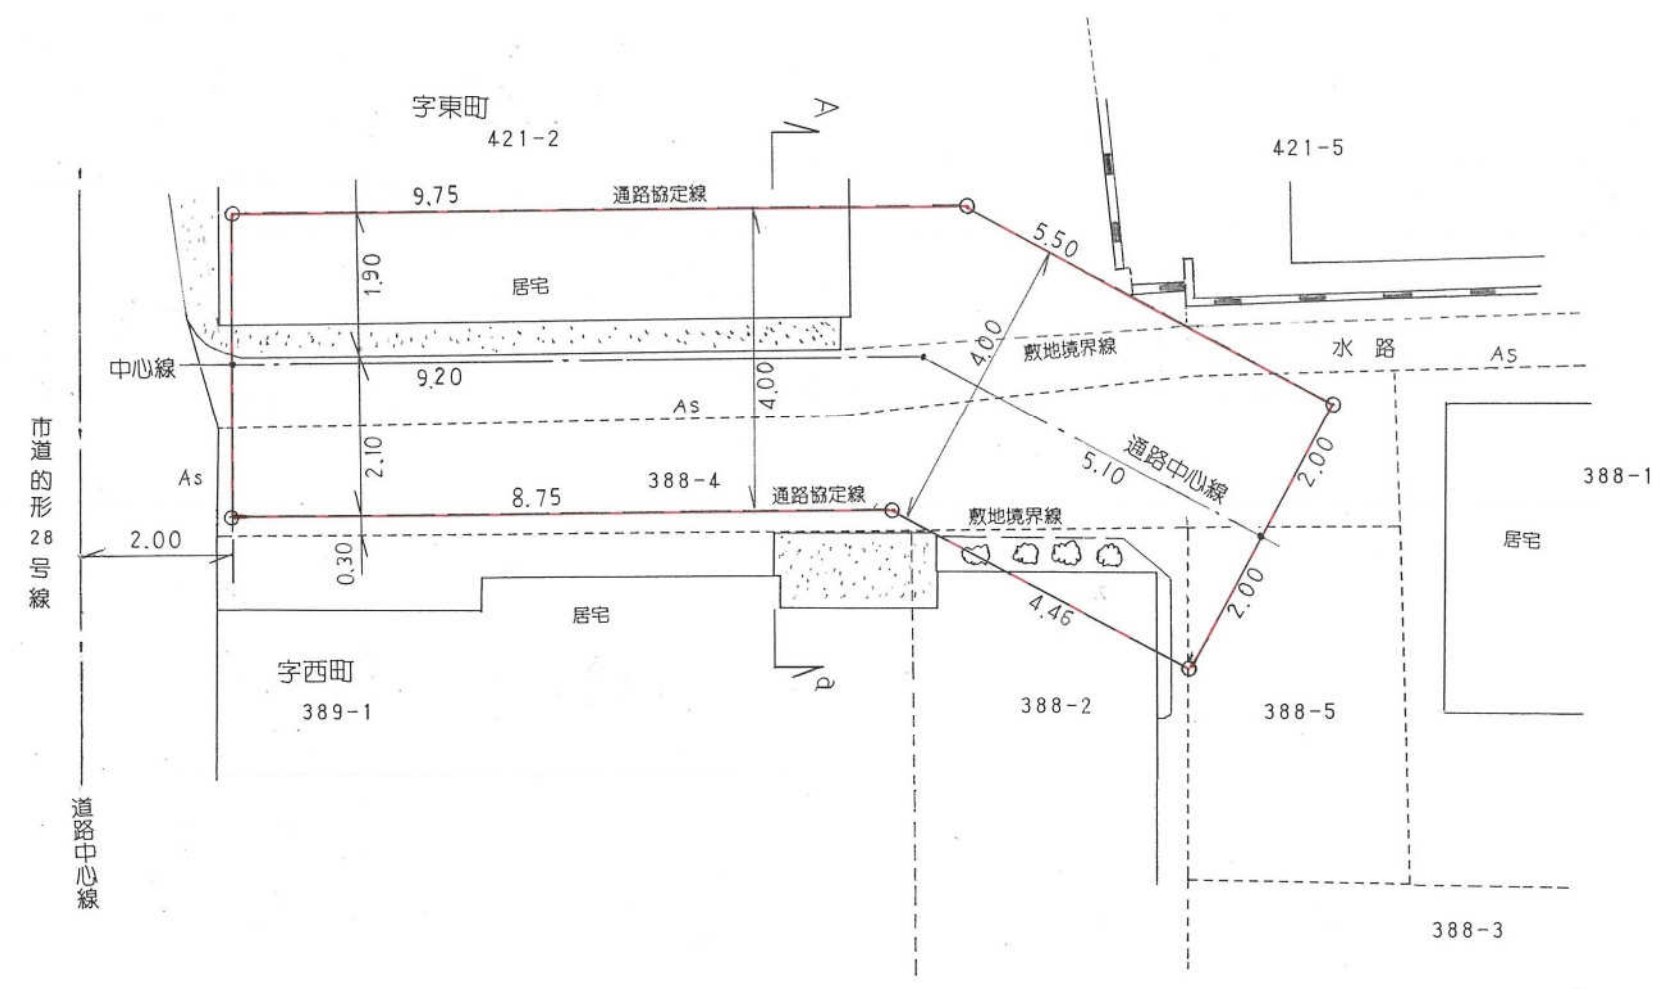 字東町
421-2
A
421-5
9.75
通路協定線
5.50
1.90
居宅
4.00
敷地境界線
水路
As
中心線
9.20
4.00
As
市道的形28号線
As
2.10
388-4
通路中心線
5.10
2.00
388-1
8.75
通路協定線
敷地境界線
居宅
2.00
0.30
2.00
居宅
4.46
字西町
389-1
388-2
388-5
道路中心線
388-3